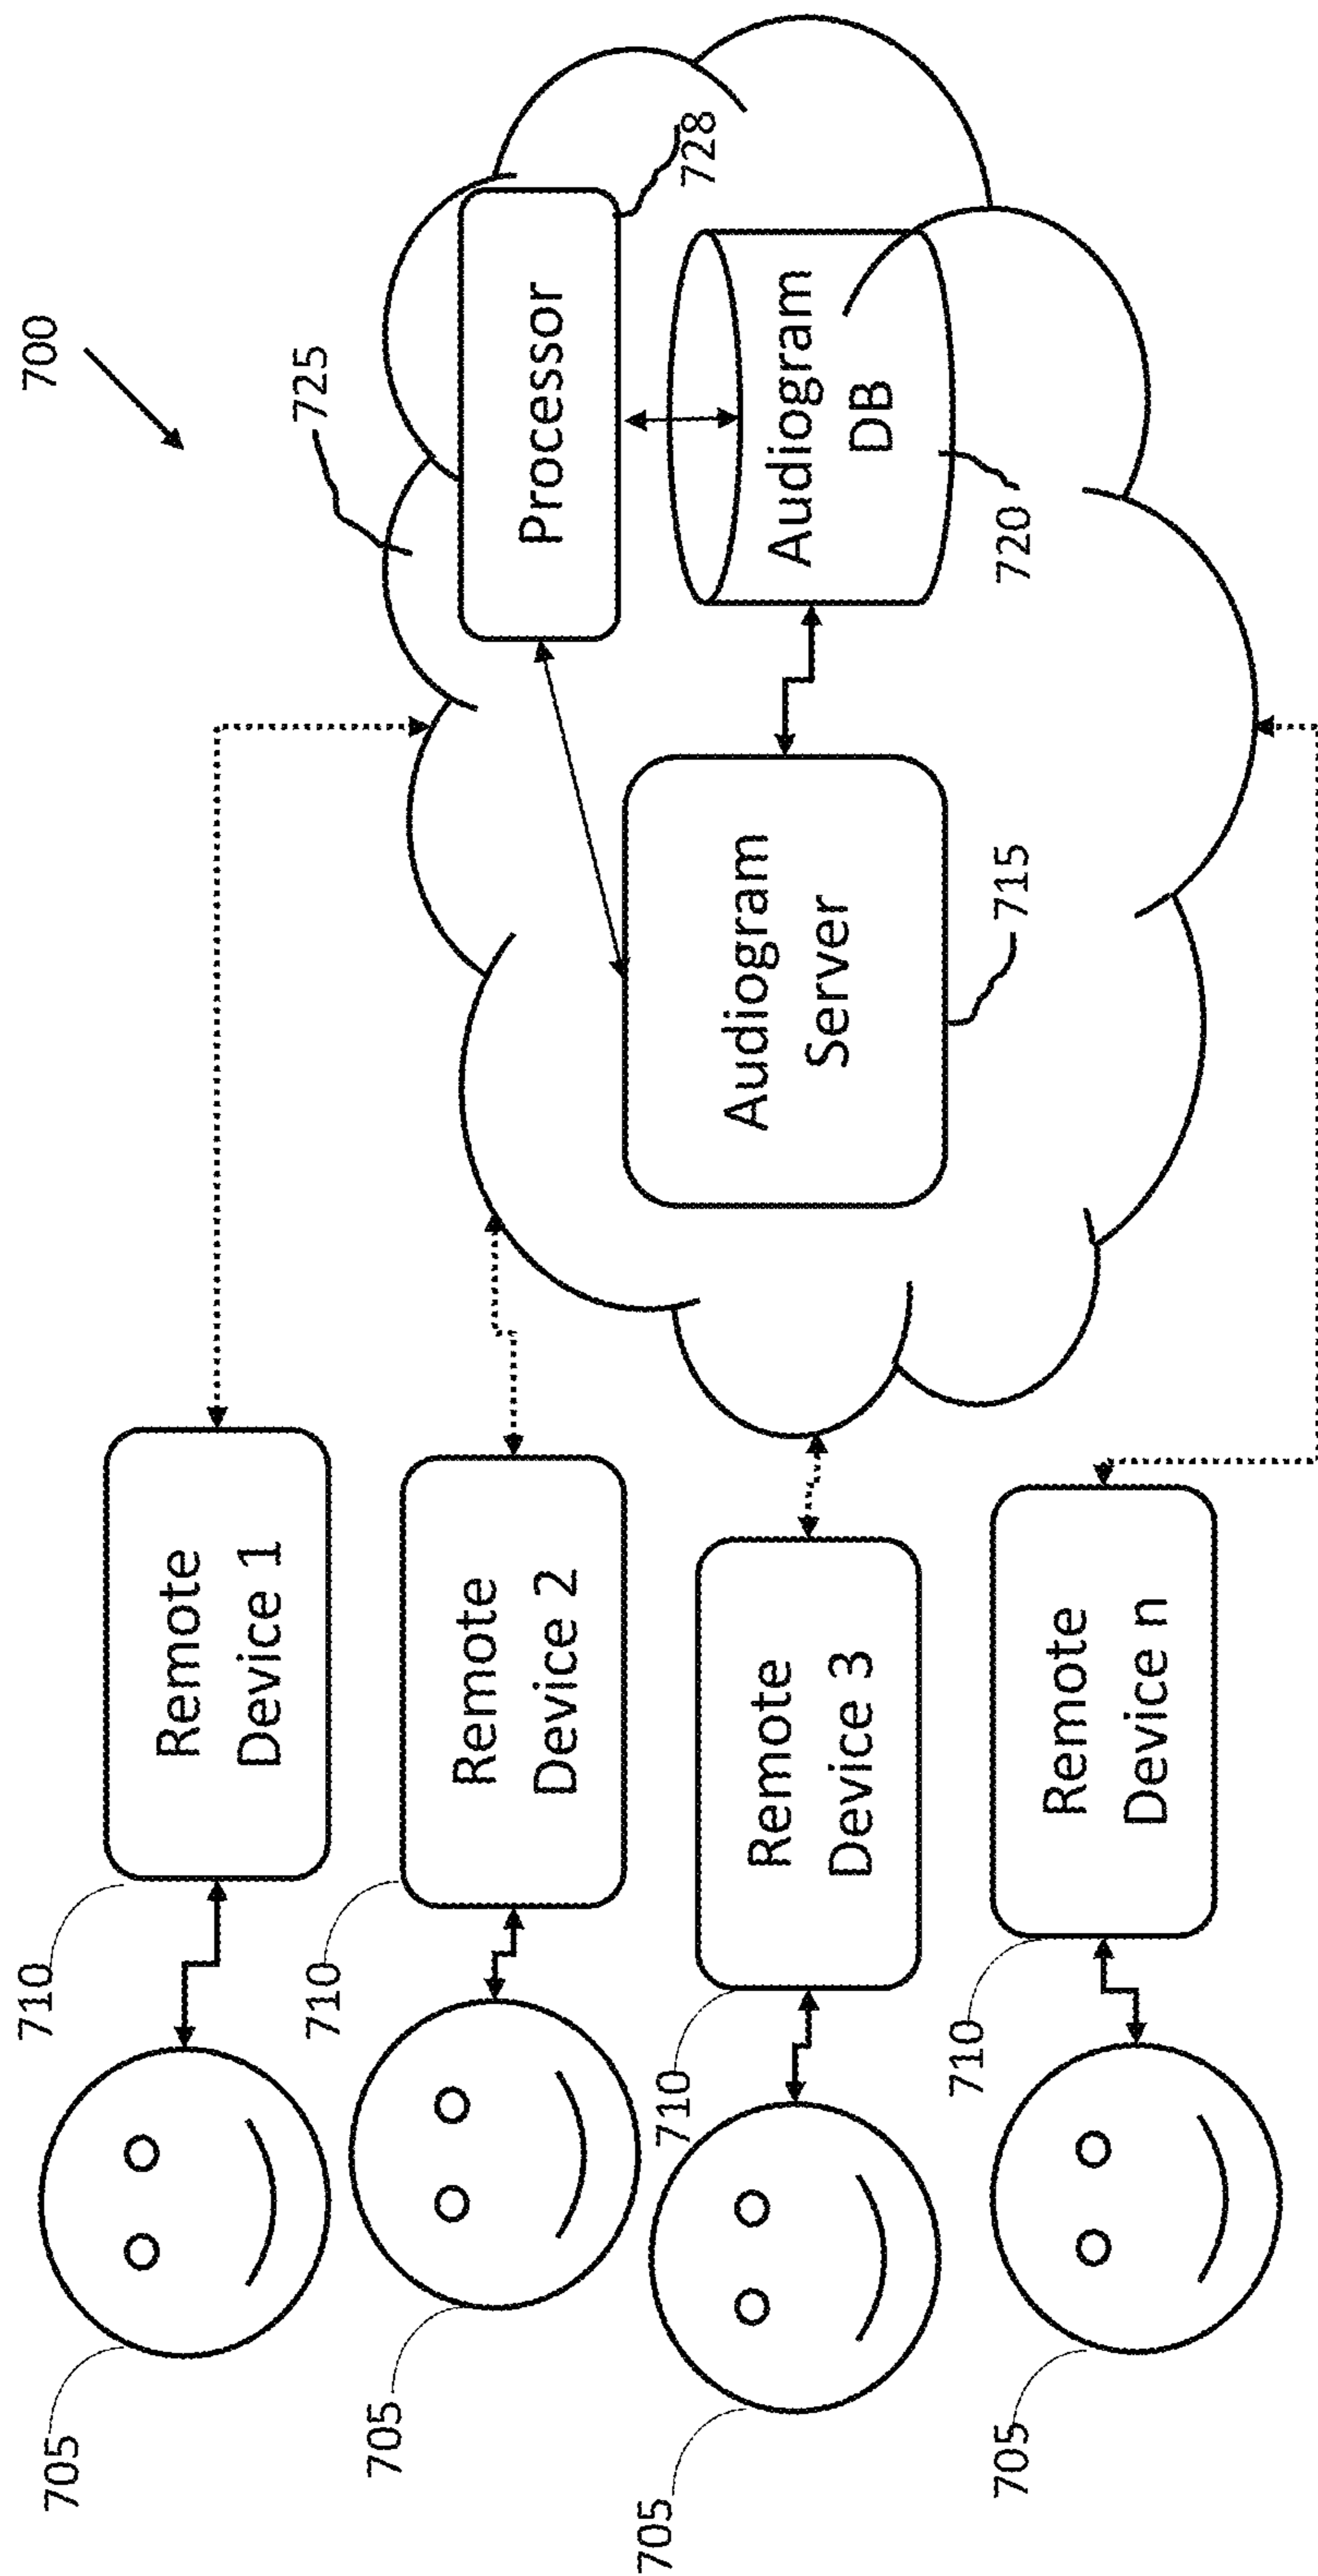 700
705
710
Remote
Device 1
725
Processor
728
705
710
Remote
Device 2
705
710
Remote
Device 3
Audiogram
Server
715
Audiogram
DB
720
705
710
Remote
Device n